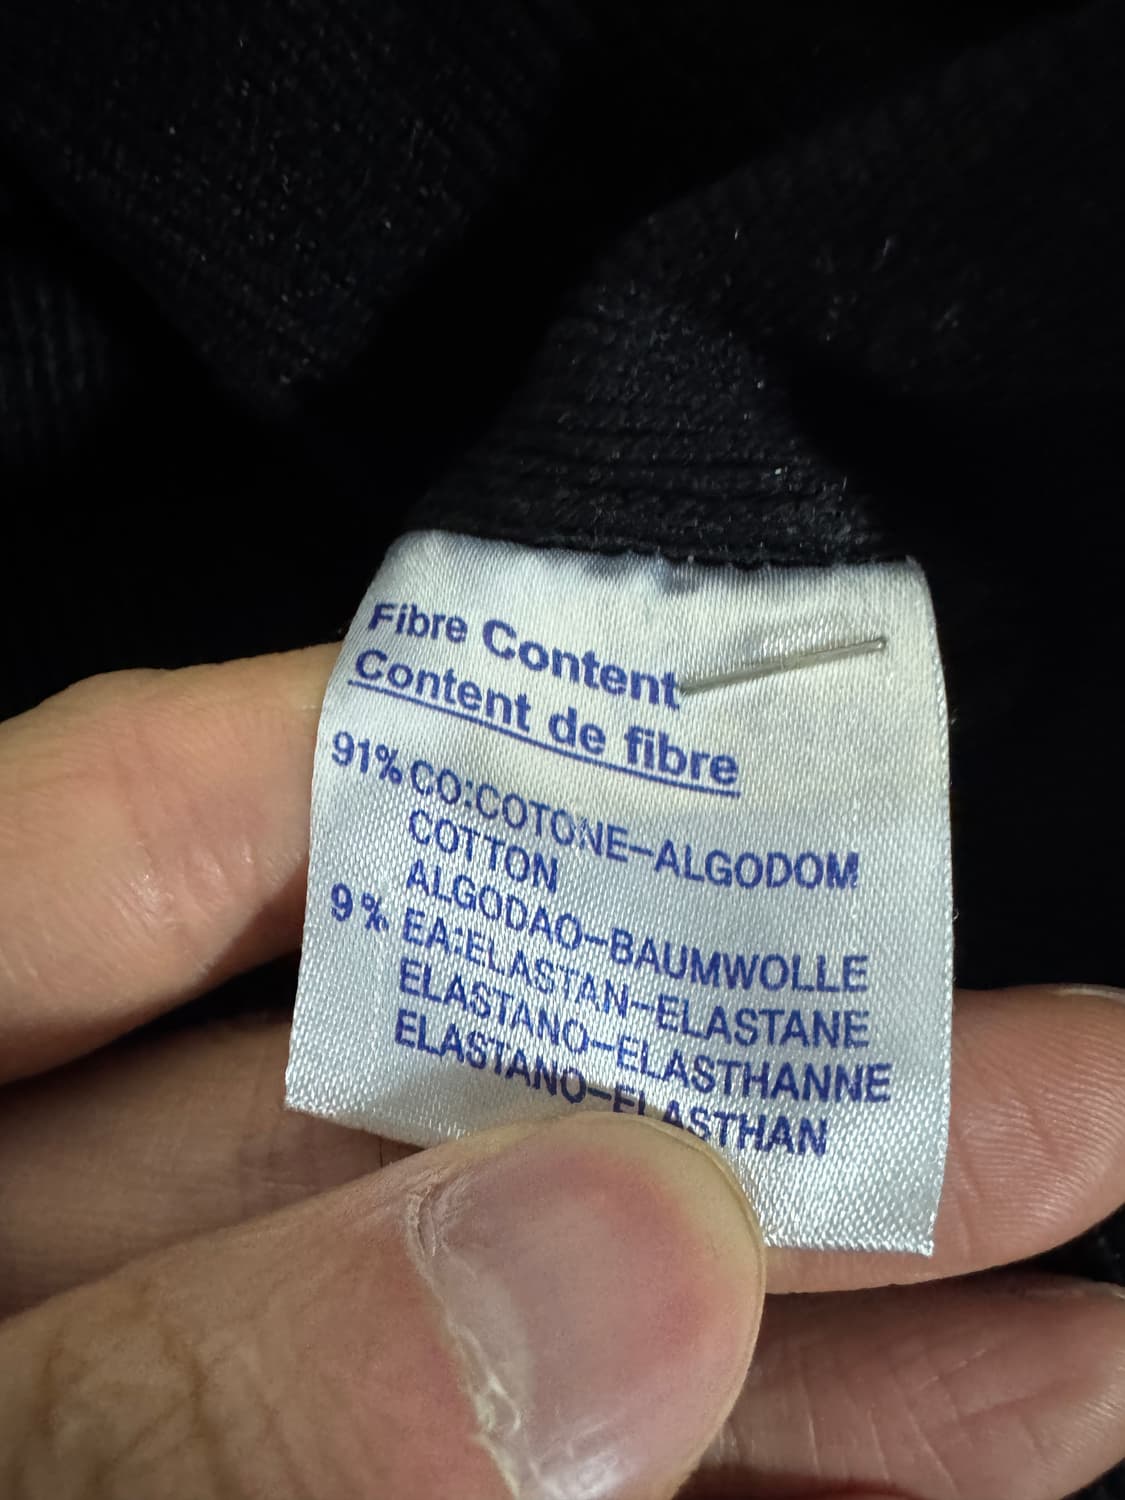 Fibre Content
Content de fibre
91% CO:COTONE-ALGODOM
COTTON
ALGODAO-BAUMWOLLE
9% EA:ELASTAN-ELASTANE
ELASTANO-ELASTHANNE
ELASTANO-ELASTHAN